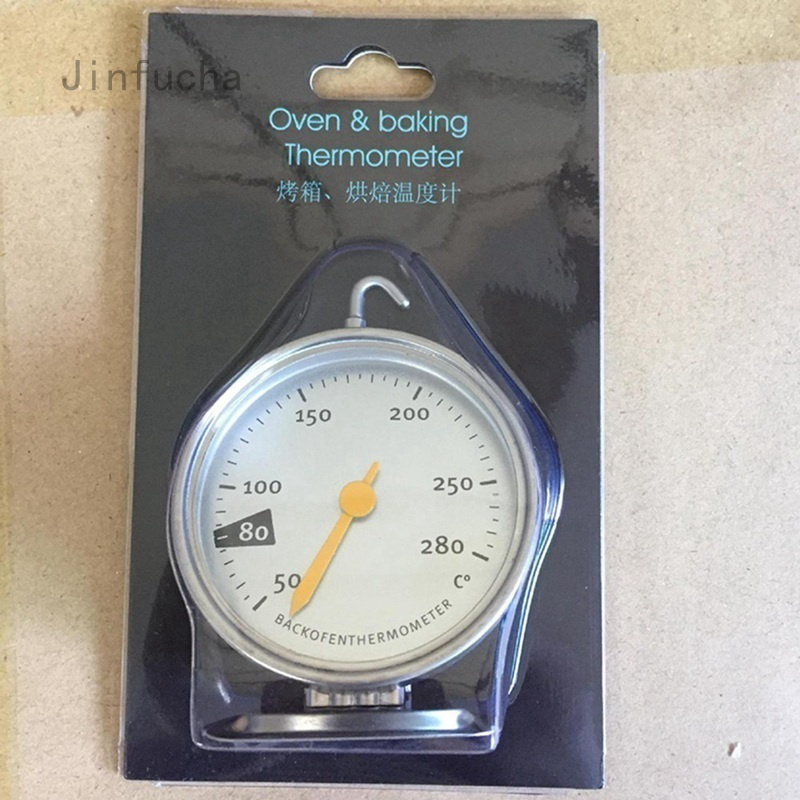 Jinfucha
Oven & baking
Thermometer
烤箱、烘焙温度计
150
200
100
250
80
280
50
C°
BACKOFENTHERMOMETER